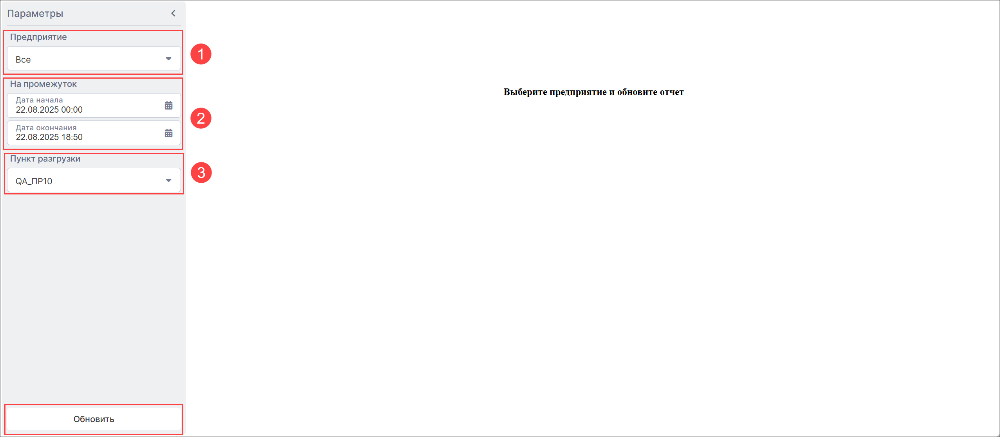 Параметры
Предприятие
Все
1
На промежуток
Дата начала
22.08.2025 00:00
Дата окончания
22.08.2025 18:50
2
Пункт разгрузки
QA_ПР10
3
Обновить
Выберите предприятие и обновите отчет